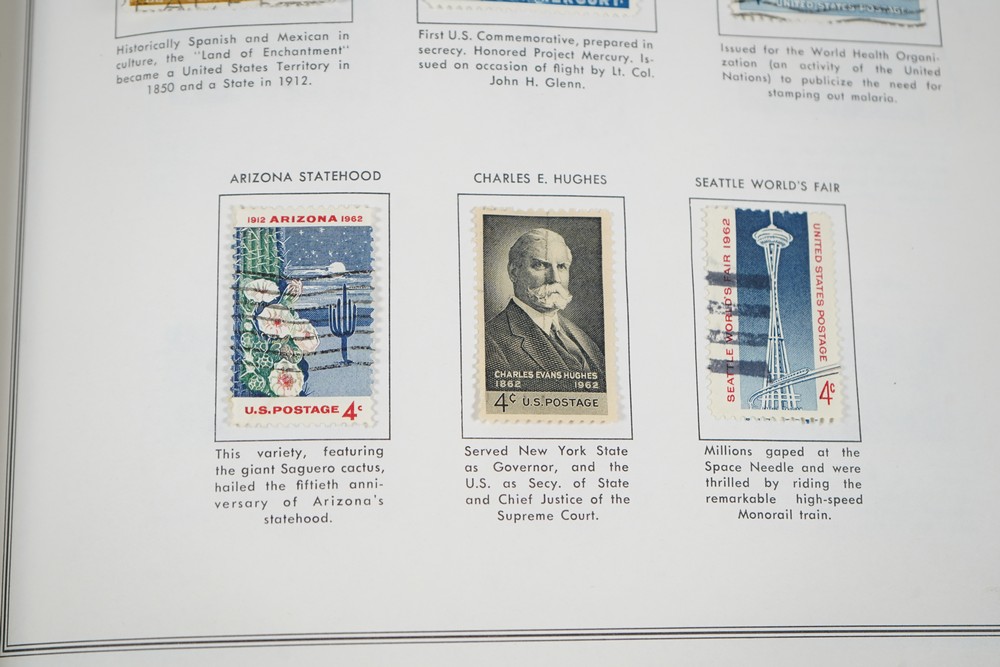 MERCURY
UNITED STATES POSTAGE
Historically Spanish and Mexican in
culture, the "Land of Enchantment"
became a United States Territory in
1850 and a State in 1912.
First U.S. Commemorative, prepared in
secrecy. Honored Project Mercury. Is-
sued on occasion of flight by Lt. Col.
John H. Glenn.
Issued for the World Health Organi-
zation (an activity of the United
Nations) to publicize the need for
stamping out malaria.
ARIZONA STATEHOOD
1912 ARIZONA 1962
U.S. POSTAGE 4¢
This variety, featuring
the giant Saguero cactus,
hailed the fiftieth anni-
versary of Arizona's
statehood.
CHARLES E. HUGHES
CHARLES EVANS HUGHES
1862 1962
4¢ U.S. POSTAGE
Served New York State
as Governor, and the
U.S. as Secy. of State
and Chief Justice of the
Supreme Court.
SEATTLE WORLD'S FAIR
SEATTLE WORLD'S FAIR 1962
UNITED STATES POSTAGE
4¢
Millions gaped at the
Space Needle and were
thrilled by riding the
remarkable high-speed
Monorail train.